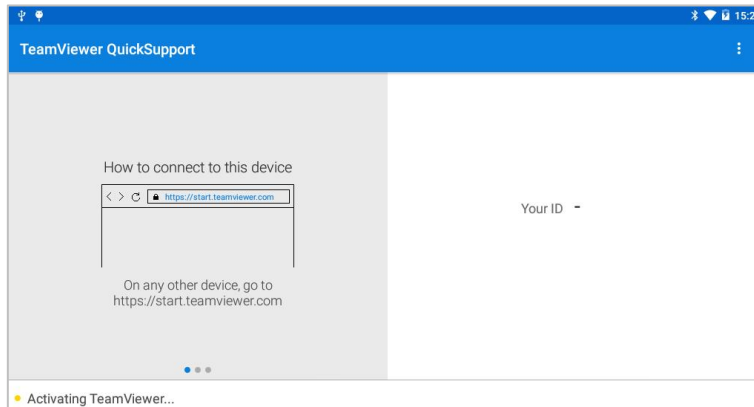 15:2
TeamViewer QuickSupport
How to connect to this device
https://start.teamviewer.com
On any other device, go to
https://start.teamviewer.com
Your ID -
Activating TeamViewer...